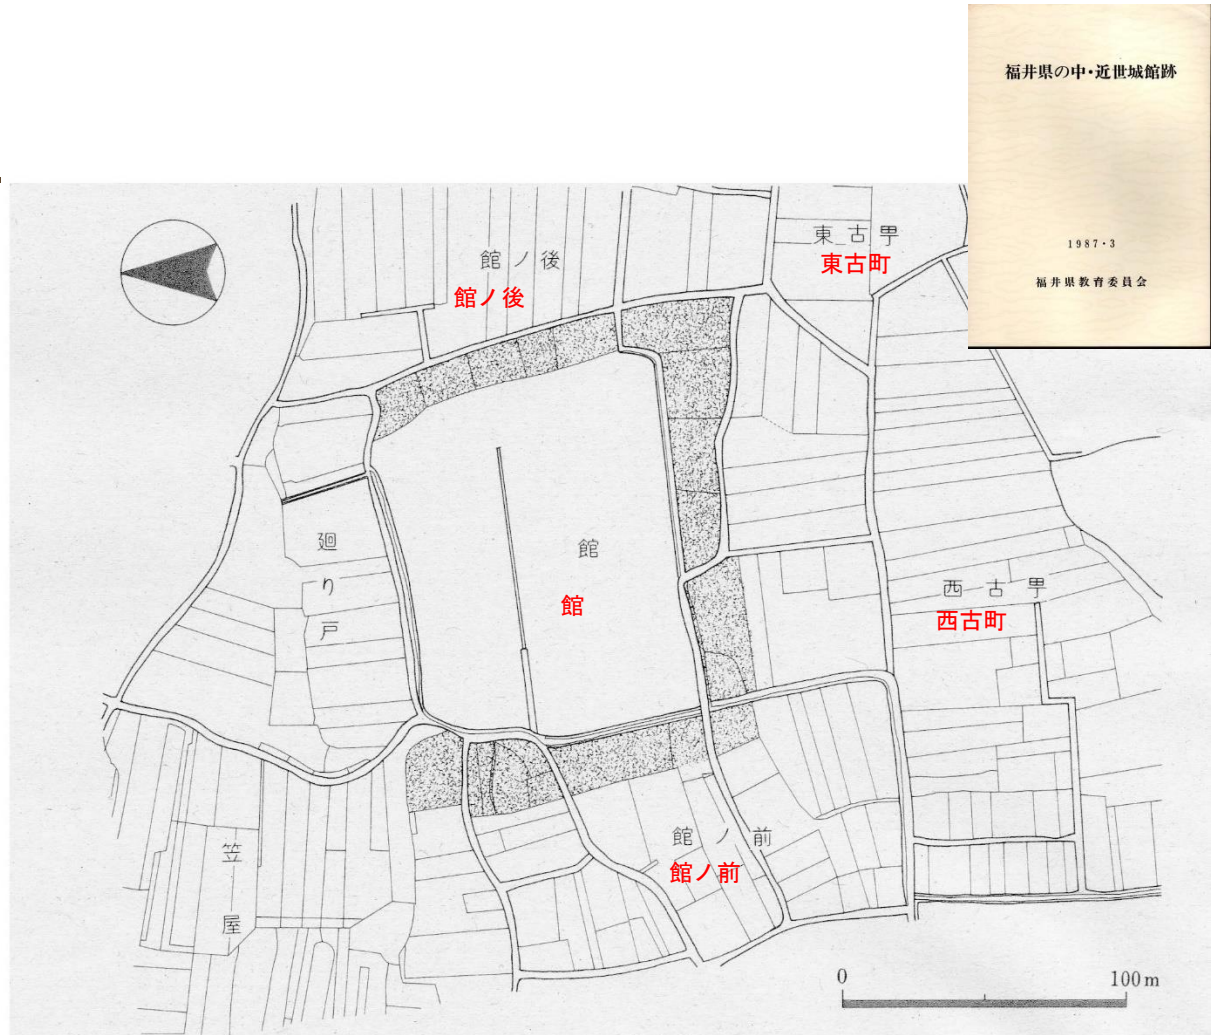 福井県の中・近世城館跡
1987・3
福井県教育委員会
東古甼
東古町
館ノ後
館ノ後
廻り戸
館
館
西古甼
西古町
館ノ前
館ノ前
笠屋
0 100m